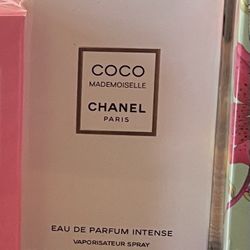 COCO
MADEMOISELLE
CHANEL
PARIS
EAU DE PARFUM INTENSE
VAPORISATEUR SPRAY